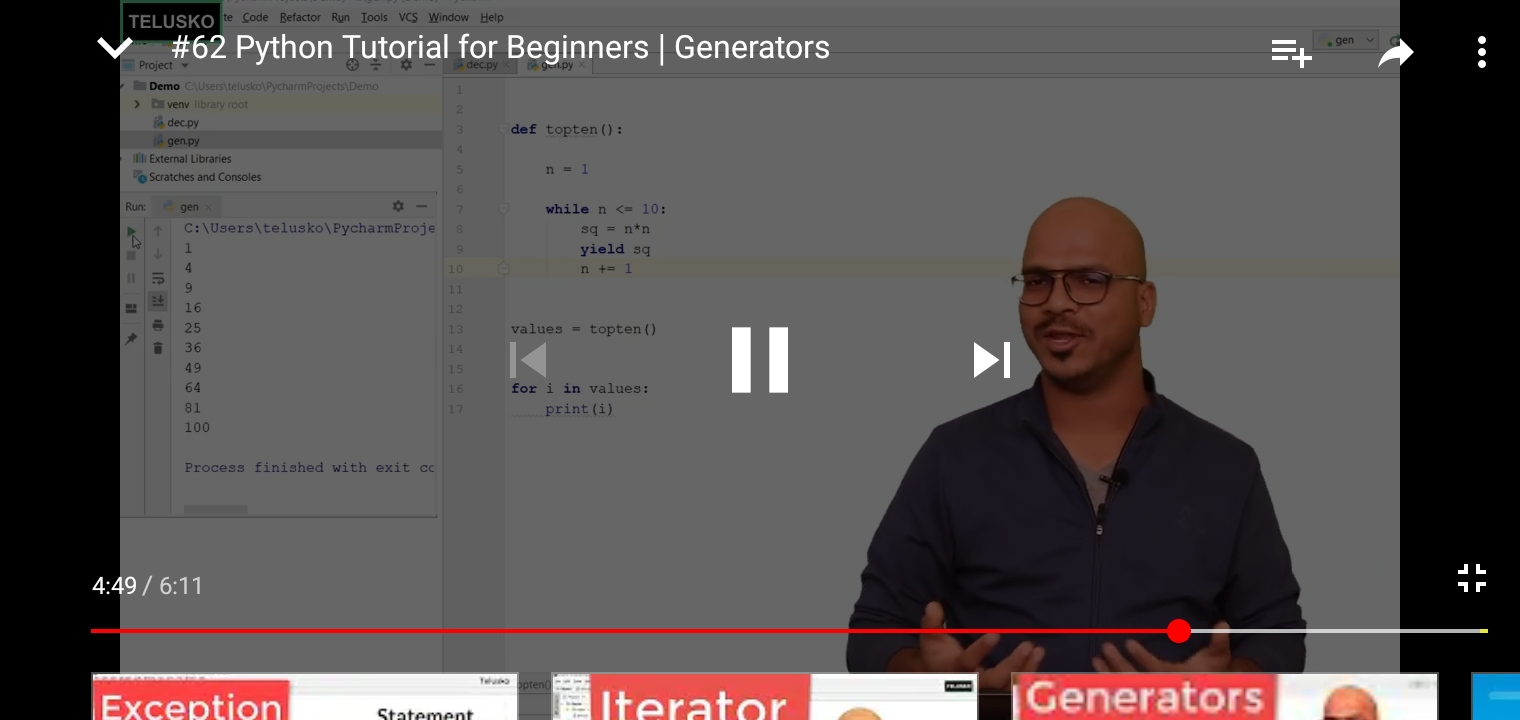 TELUSKO
Code Refactor Run Tools VCS Window Help
#62 Python Tutorial for Beginners | Generators
gen
Project
dec.py
gen.py
Demo C:\Users\telusko\PycharmProjects\Demo
venv library root
dec.py
gen.py
External Libraries
Scratches and Consoles
Run: gen
C:\Users\telusko\PycharmProje
1
4
9
16
25
36
49
64
81
100
Process finished with exit co
1
2
3 def topten():
4
5 n = 1
6
7 while n <= 10:
8 sq = n*n
9 yield sq
10 n += 1
11
12
13 values = topten()
14
15
16 for i in values:
17 print(i)
4:49 / 6:11
Exception
Statement
Telusko
Iterator
TELUSKO
Generators